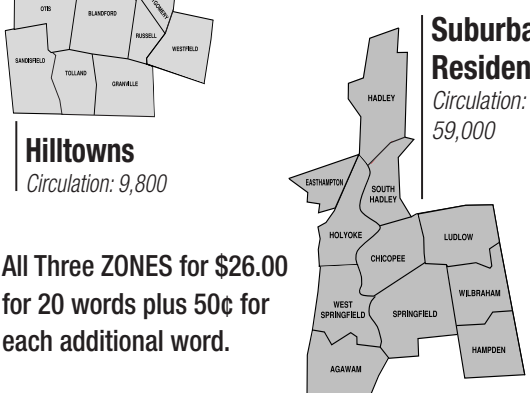 OTIS
BLANDFORD
RUSSELL
WESTFIELD
SANDISFIELD
TOLLAND
GRANVILLE
Hilltowns
Circulation: 9,800
All Three ZONES for $26.00
for 20 words plus 50¢ for
each additional word.
Circulation:
59,000
HADLEY
EASTHAMPTON
SOUTH
HADLEY
HOLYOKE
CHICOPEE
LUDLOW
WEST
SPRINGFIELD
SPRINGFIELD
WILBRAHAM
HAMPDEN
AGAWAM